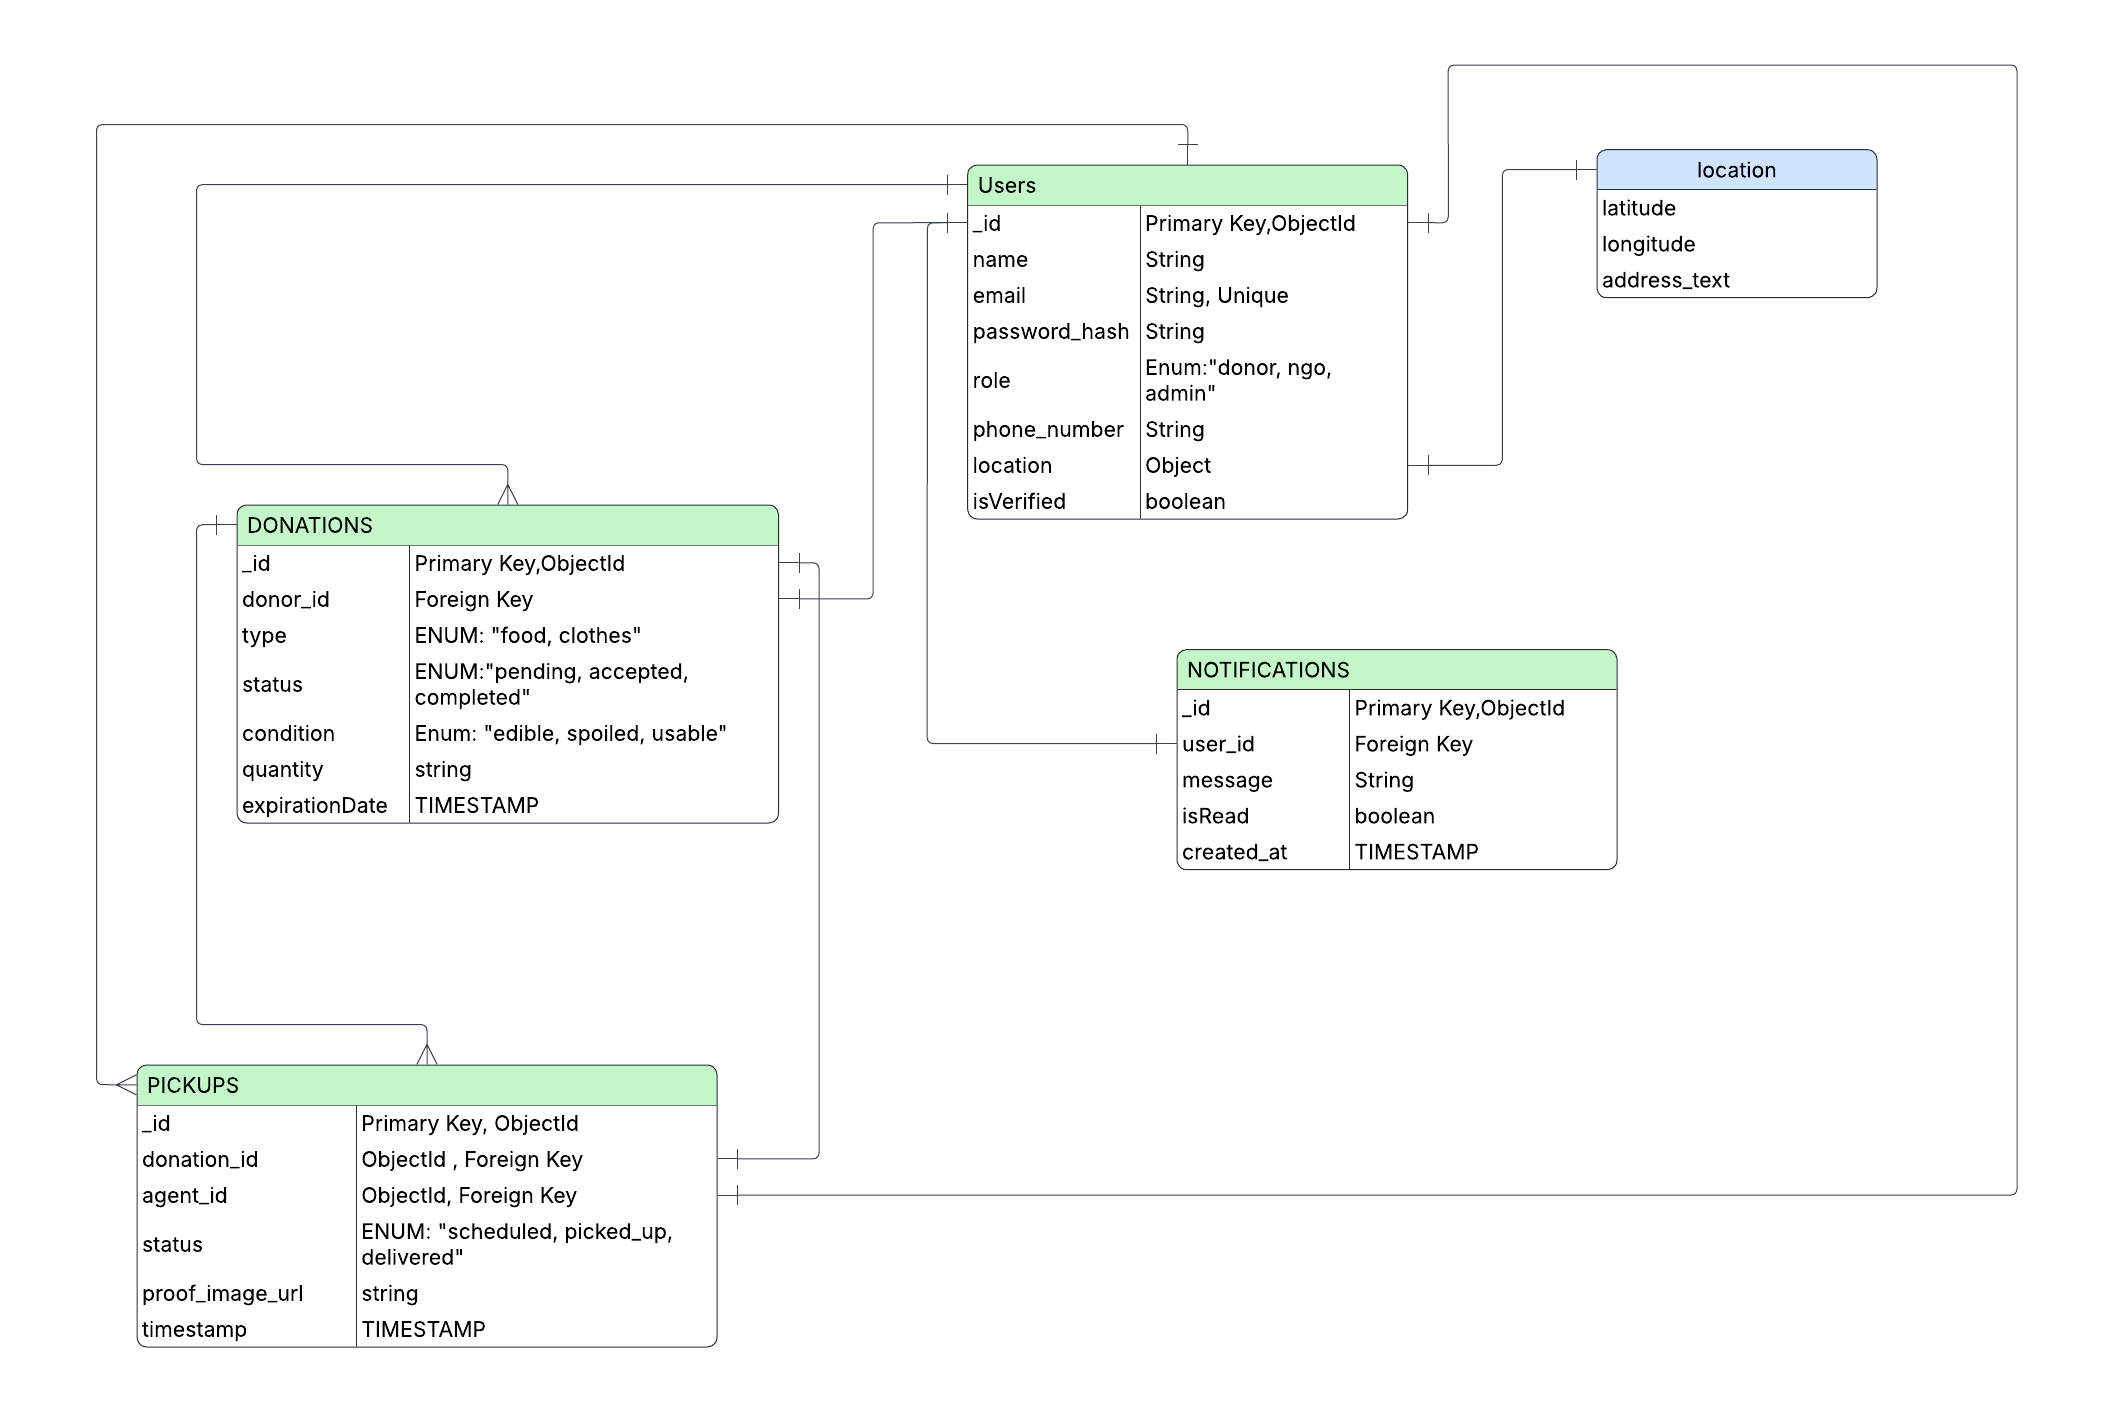 Users
_id Primary Key,ObjectId
name String
email String, Unique
password_hash String
role Enum:"donor, ngo,
admin"
phone_number String
location Object
isVerified boolean
location
latitude
longitude
address_text
DONATIONS
_id Primary Key,ObjectId
donor_id Foreign Key
type ENUM: "food, clothes"
status ENUM:"pending, accepted,
completed"
condition Enum: "edible, spoiled, usable"
quantity string
expirationDate TIMESTAMP
NOTIFICATIONS
_id Primary Key,ObjectId
user_id Foreign Key
message String
isRead boolean
created_at TIMESTAMP
PICKUPS
_id Primary Key, ObjectId
donation_id ObjectId , Foreign Key
agent_id ObjectId, Foreign Key
status ENUM: "scheduled, picked_up,
delivered"
proof_image_url string
timestamp TIMESTAMP